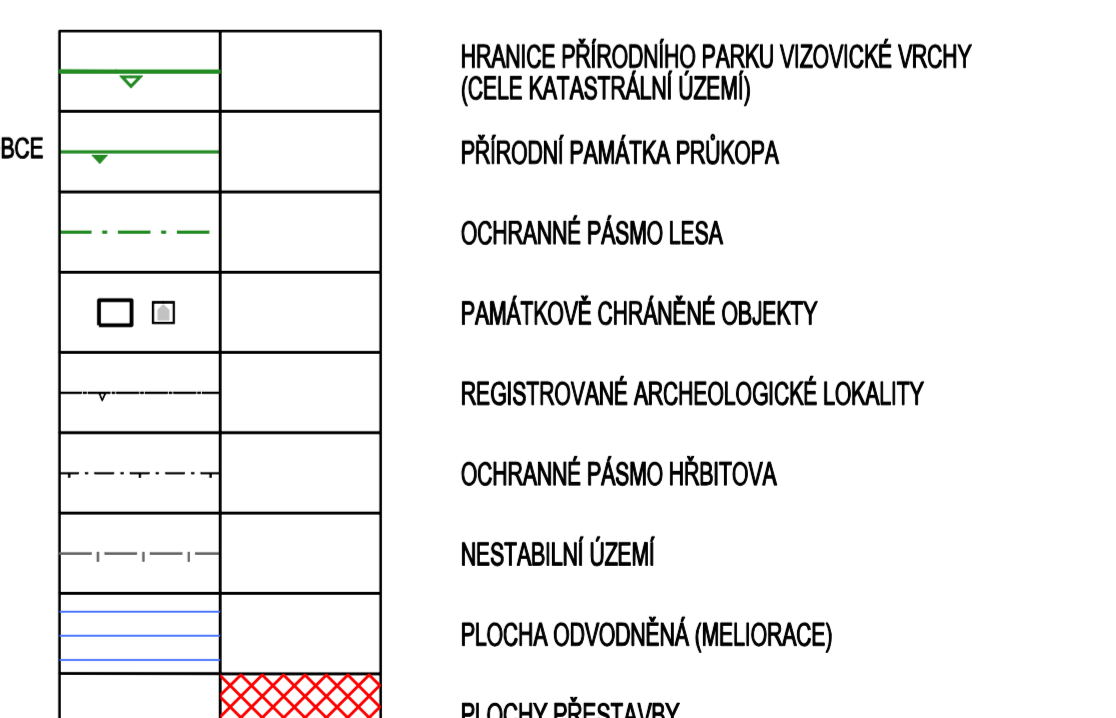 HRANICE PŘÍRODNÍHO PARKU VIZOVICKÉ VRCHY
(CELE KATASTRÁLNÍ ÚZEMÍ)
BCE
PŘÍRODNÍ PAMÁTKA PRŮKOPA
OCHRANNÉ PÁSMO LESA
PAMÁTKOVĚ CHRÁNĚNÉ OBJEKTY
REGISTROVANÉ ARCHEOLOGICKÉ LOKALITY
OCHRANNÉ PÁSMO HŘBITOVA
NESTABILNÍ ÚZEMÍ
PLOCHA ODVODNĚNÁ (MELIORACE)
PLOCHY PŘESTAVBY